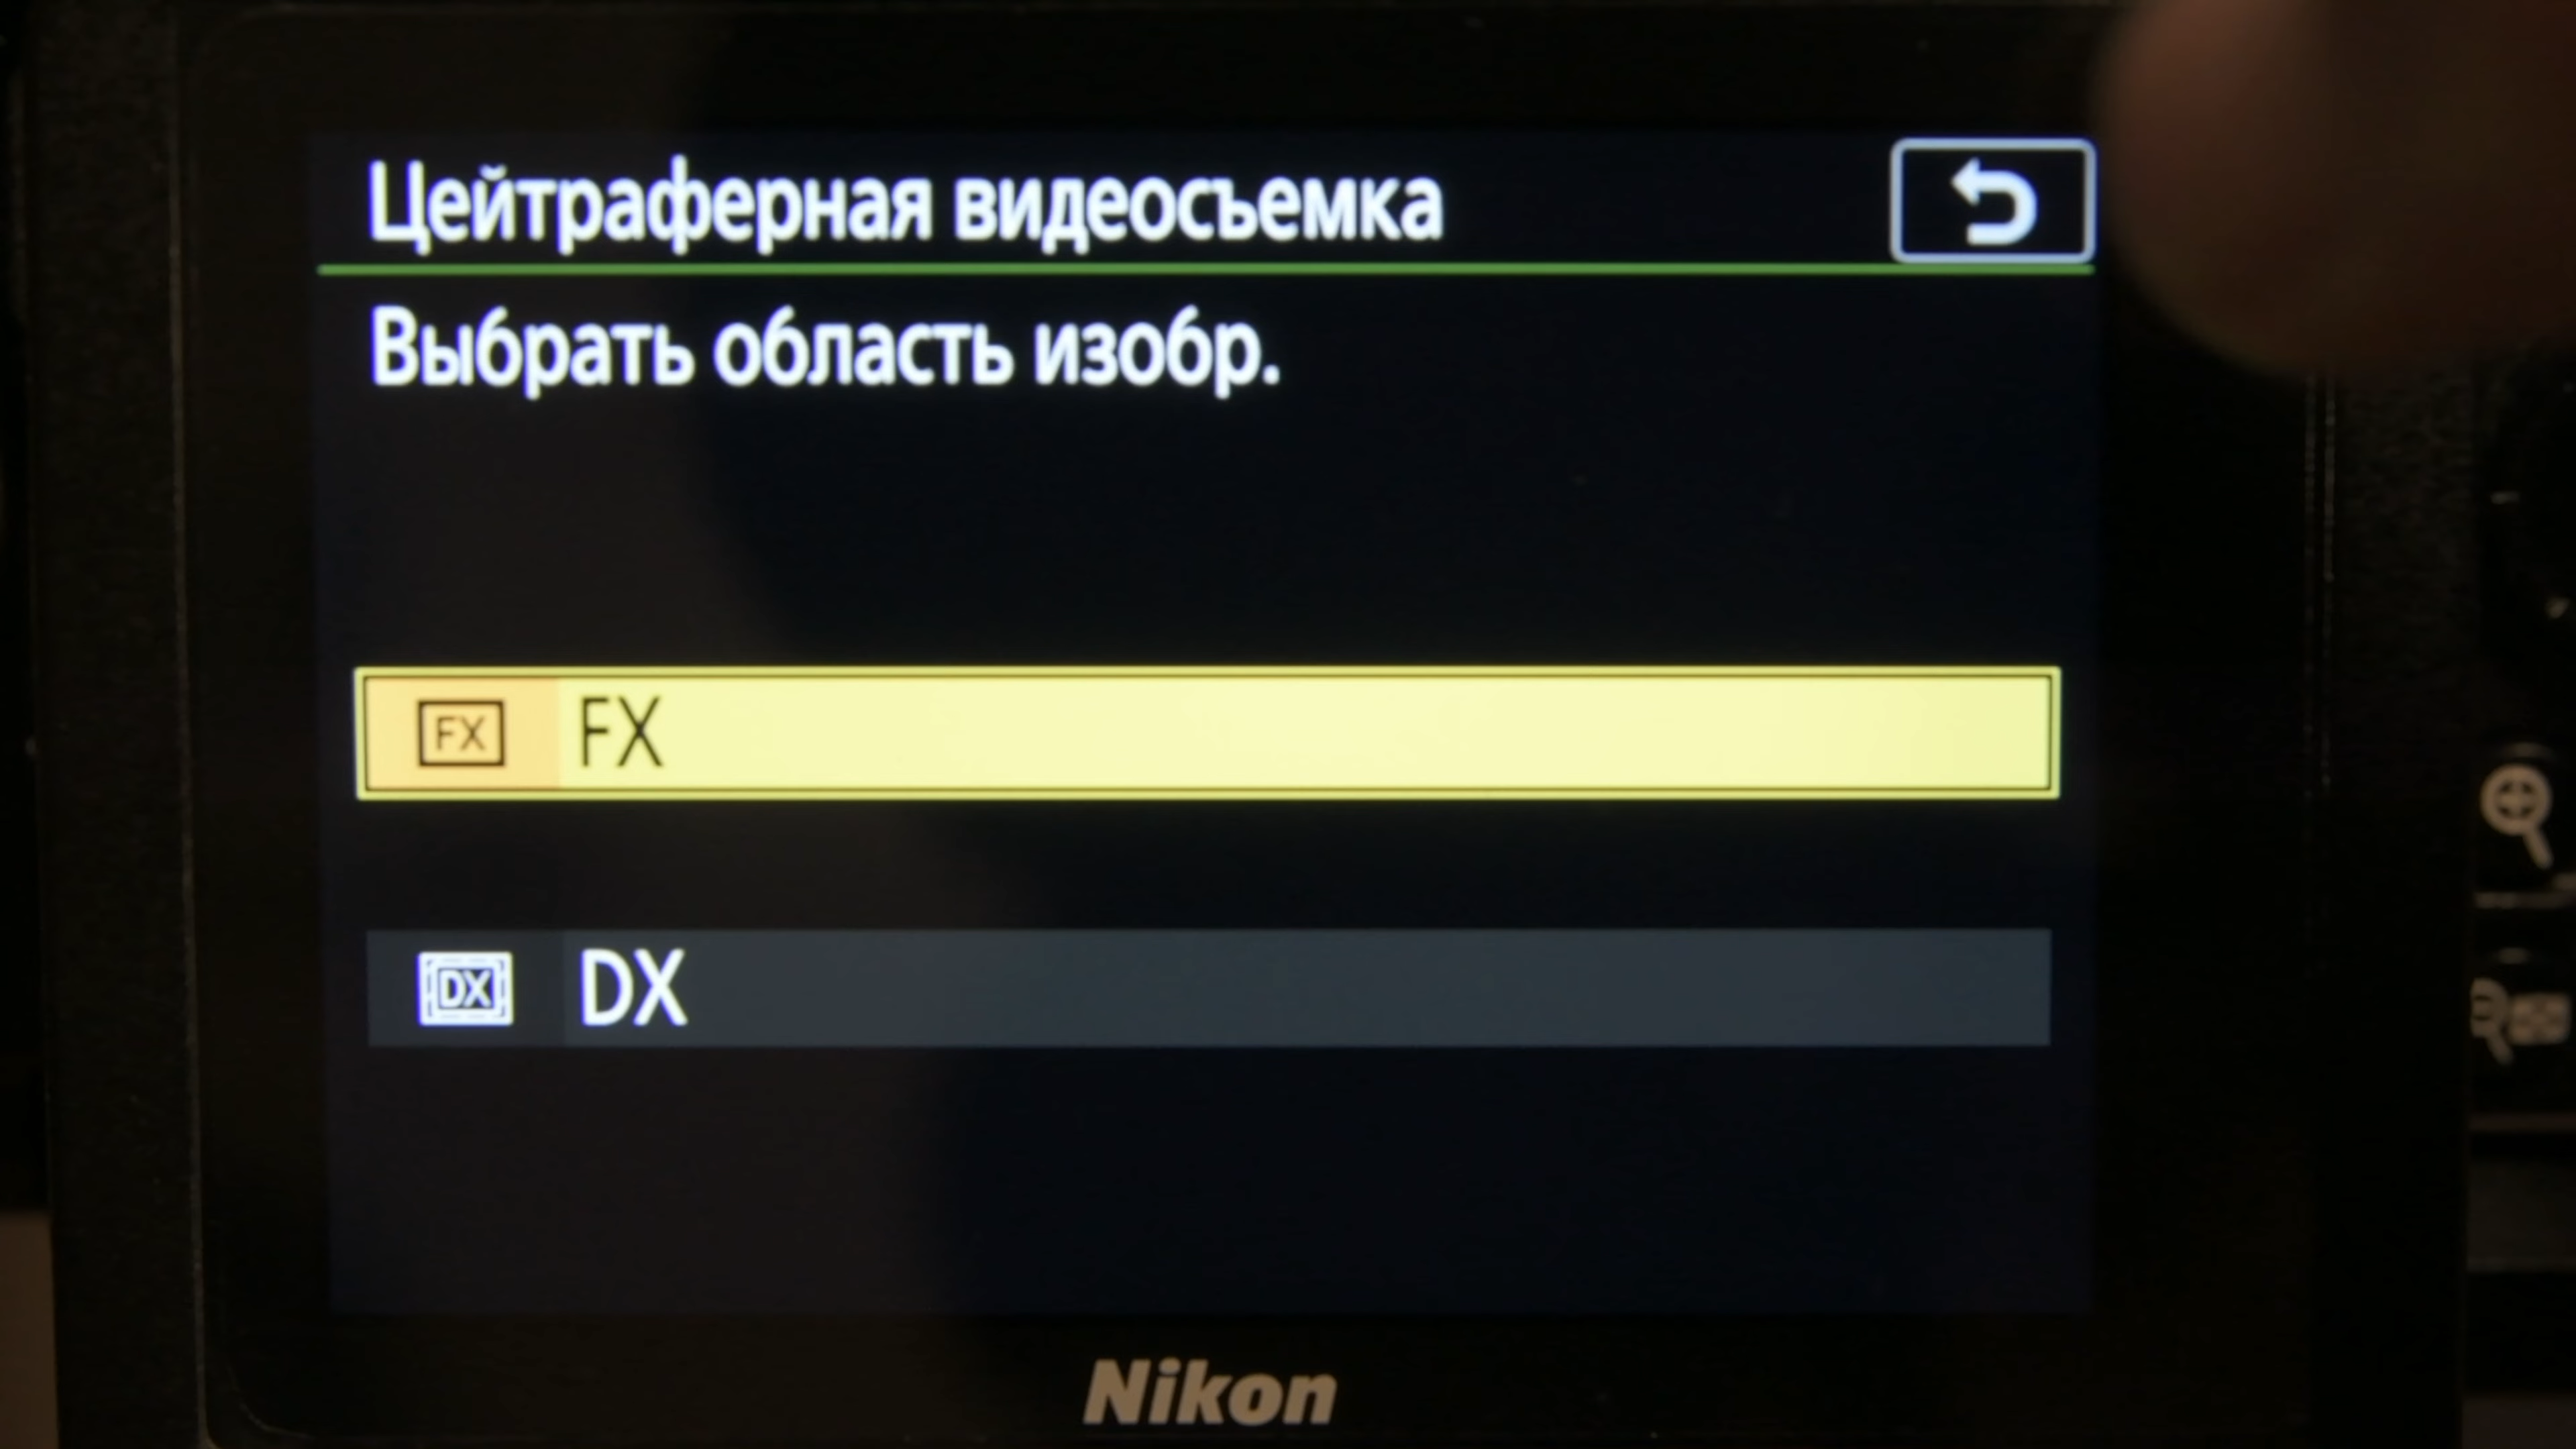 Цейтраферная видеосъемка
Выбрать область изобр.
FX FX
DX DX
Nikon